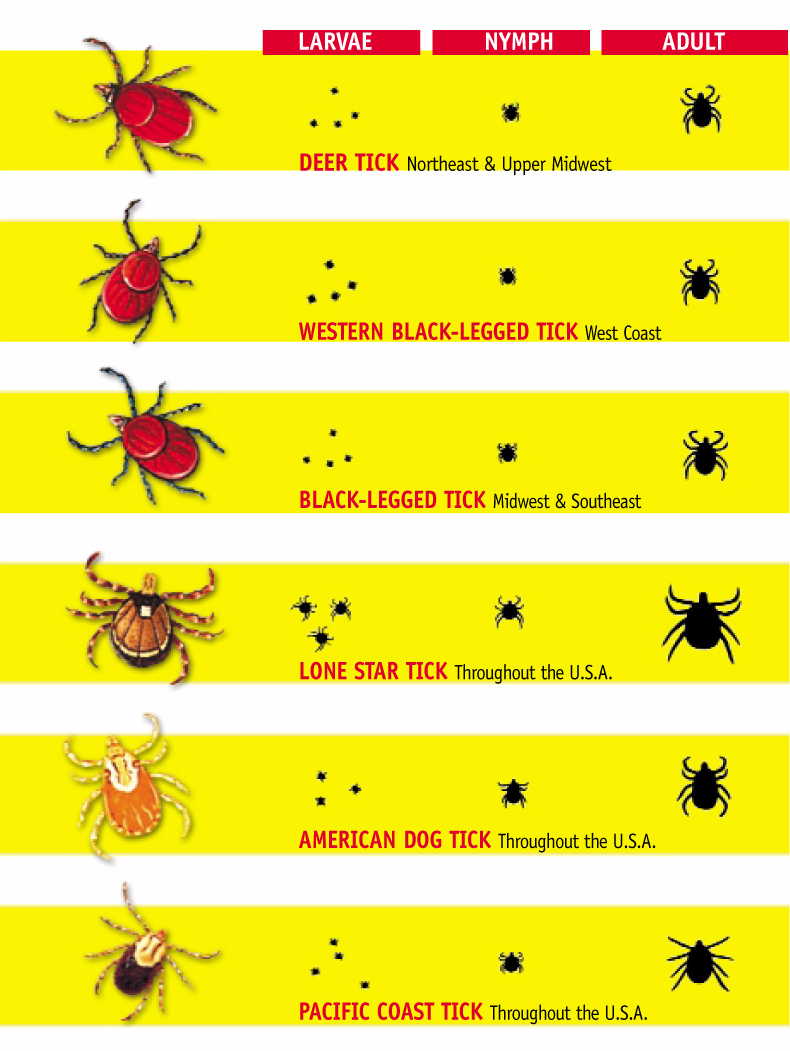 LARVAE NYMPH ADULT
DEER TICK Northeast & Upper Midwest
WESTERN BLACK-LEGGED TICK West Coast
BLACK-LEGGED TICK Midwest & Southeast
LONE STAR TICK Throughout the U.S.A.
AMERICAN DOG TICK Throughout the U.S.A.
PACIFIC COAST TICK Throughout the U.S.A.